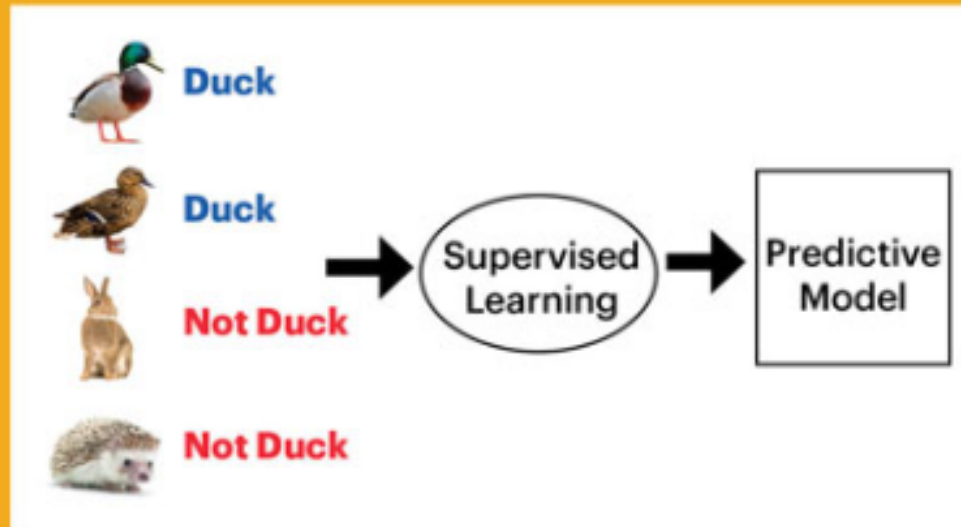 Duck
Duck
Not Duck
Not Duck
Supervised
Learning
Predictive
Model